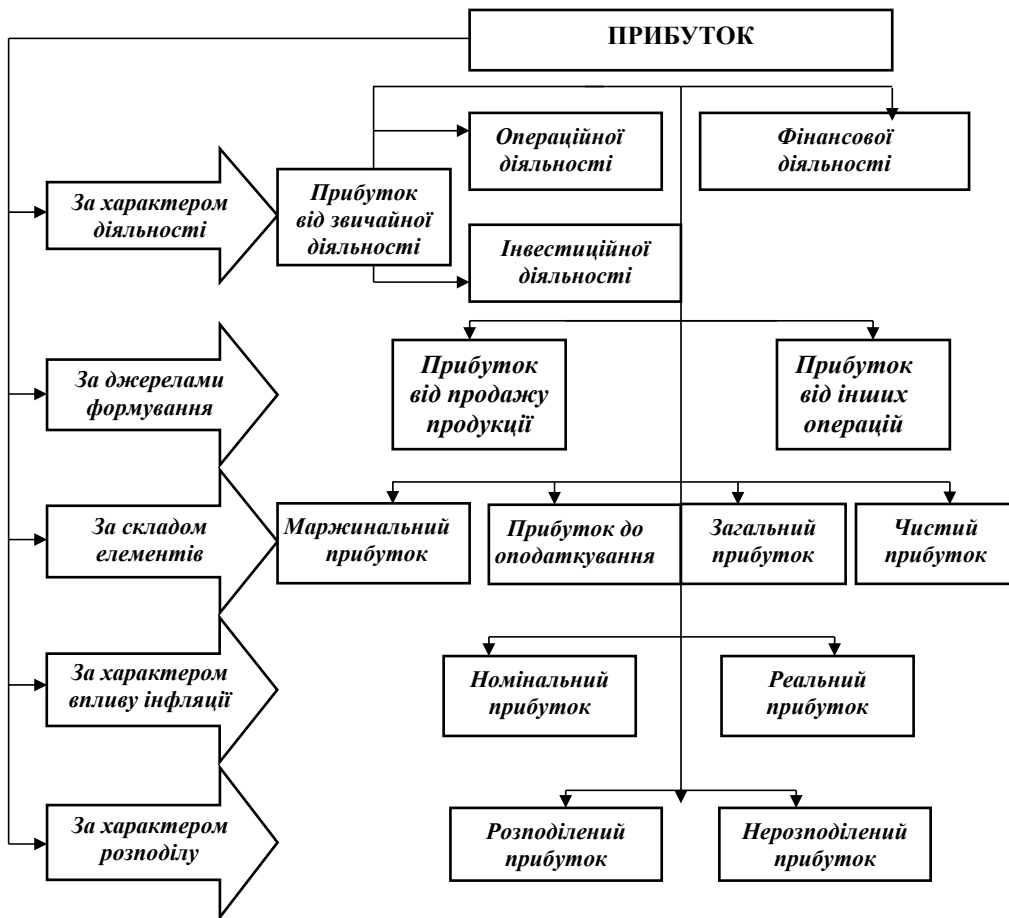 ПРИБУТОК
Операційної
діяльності
Фінансової
діяльності
За характером
діяльності
Прибуток
від звичайної
діяльності
Інвестиційної
діяльності
За джерелами
формування
Прибуток
від продажу
продукції
Прибуток
від інших
операцій
За складом
елементів
Маржинальний
прибуток
Прибуток до
оподаткування
Загальний
прибуток
Чистий
прибуток
За характером
впливу інфляції
Номінальний
прибуток
Реальний
прибуток
За характером
розподілу
Розподілений
прибуток
Нерозподілений
прибуток